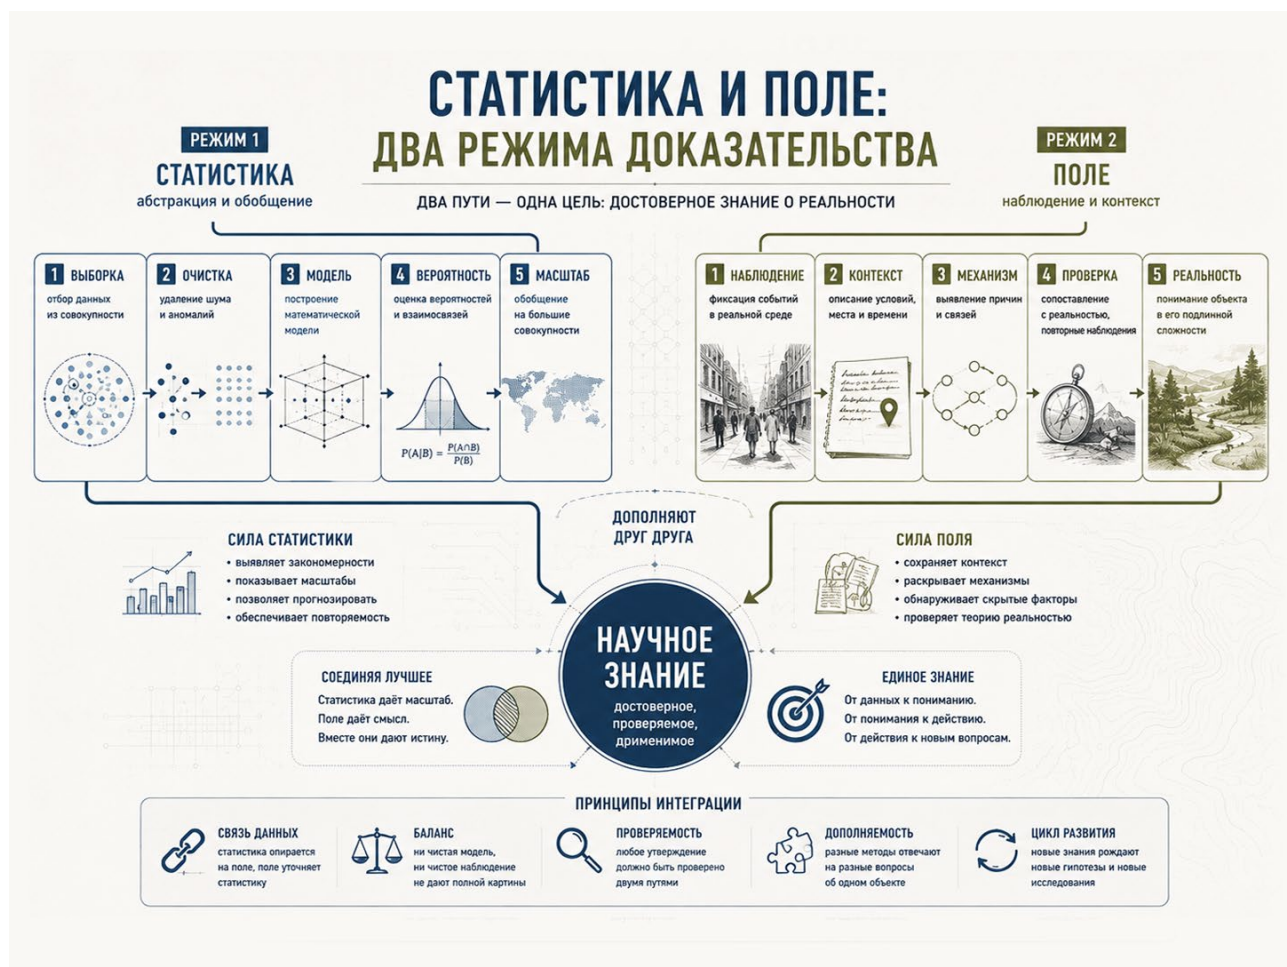 СТАТИСТИКА И ПОЛЕ:
ДВА РЕЖИМА ДОКАЗАТЕЛЬСТВА
ДВА ПУТИ — ОДНА ЦЕЛЬ: ДОСТОВЕРНОЕ ЗНАНИЕ О РЕАЛЬНОСТИ
РЕЖИМ 1
СТАТИСТИКА
абстракция и обобщение
РЕЖИМ 2
ПОЛЕ
наблюдение и контекст
1 ВЫБОРКА
отбор данных
из совокупности
2 ОЧИСТКА
удаление шума
и аномалий
3 МОДЕЛЬ
построение
математической
модели
4 ВЕРОЯТНОСТЬ
оценка вероятностей
и взаимосвязей
P(A|B) = P(A∩B)
P(B)
5 МАСШТАБ
обобщение
на большие
совокупности
1 НАБЛЮДЕНИЕ
фиксация событий
в реальной среде
2 КОНТЕКСТ
описание условий,
места и времени
3 МЕХАНИЗМ
выявление причин
и связей
4 ПРОВЕРКА
сопоставление
с реальностью,
повторные наблюдения
5 РЕАЛЬНОСТЬ
понимание объекта
в его подлинной
сложности
СИЛА СТАТИСТИКИ
• выявляет закономерности
• показывает масштабы
• позволяет прогнозировать
• обеспечивает повторяемость
ДОПОЛНЯЮТ
ДРУГ ДРУГА
СИЛА ПОЛЯ
• сохраняет контекст
• раскрывает механизмы
• обнаруживает скрытые факторы
• проверяет теорию реальностью
СОЕДИНЯЯ ЛУЧШЕЕ
Статистика даёт масштаб.
Поле даёт смысл.
Вместе они дают истину.
НАУЧНОЕ
ЗНАНИЕ
достоверное,
проверяемое,
дрименимое
ЕДИНОЕ ЗНАНИЕ
От данных к пониманию.
От понимания к действию.
От действия к новым вопросам.
ПРИНЦИПЫ ИНТЕГРАЦИИ
СВЯЗЬ ДАННЫХ
статистика опирается
на поле, поле уточняет
статистику
БАЛАНС
ни чистая модель,
ни чистое наблюдение
не дают полной картины
ПРОВЕРЯЕМОСТЬ
любое утверждение
должно быть проверено
двумя путями
ДОПОЛНЯЕМОСТЬ
разные методы отвечают
на разные вопросы
об одном объекте
ЦИКЛ РАЗВИТИЯ
новые знания рождают
новые гипотезы и новые
исследования